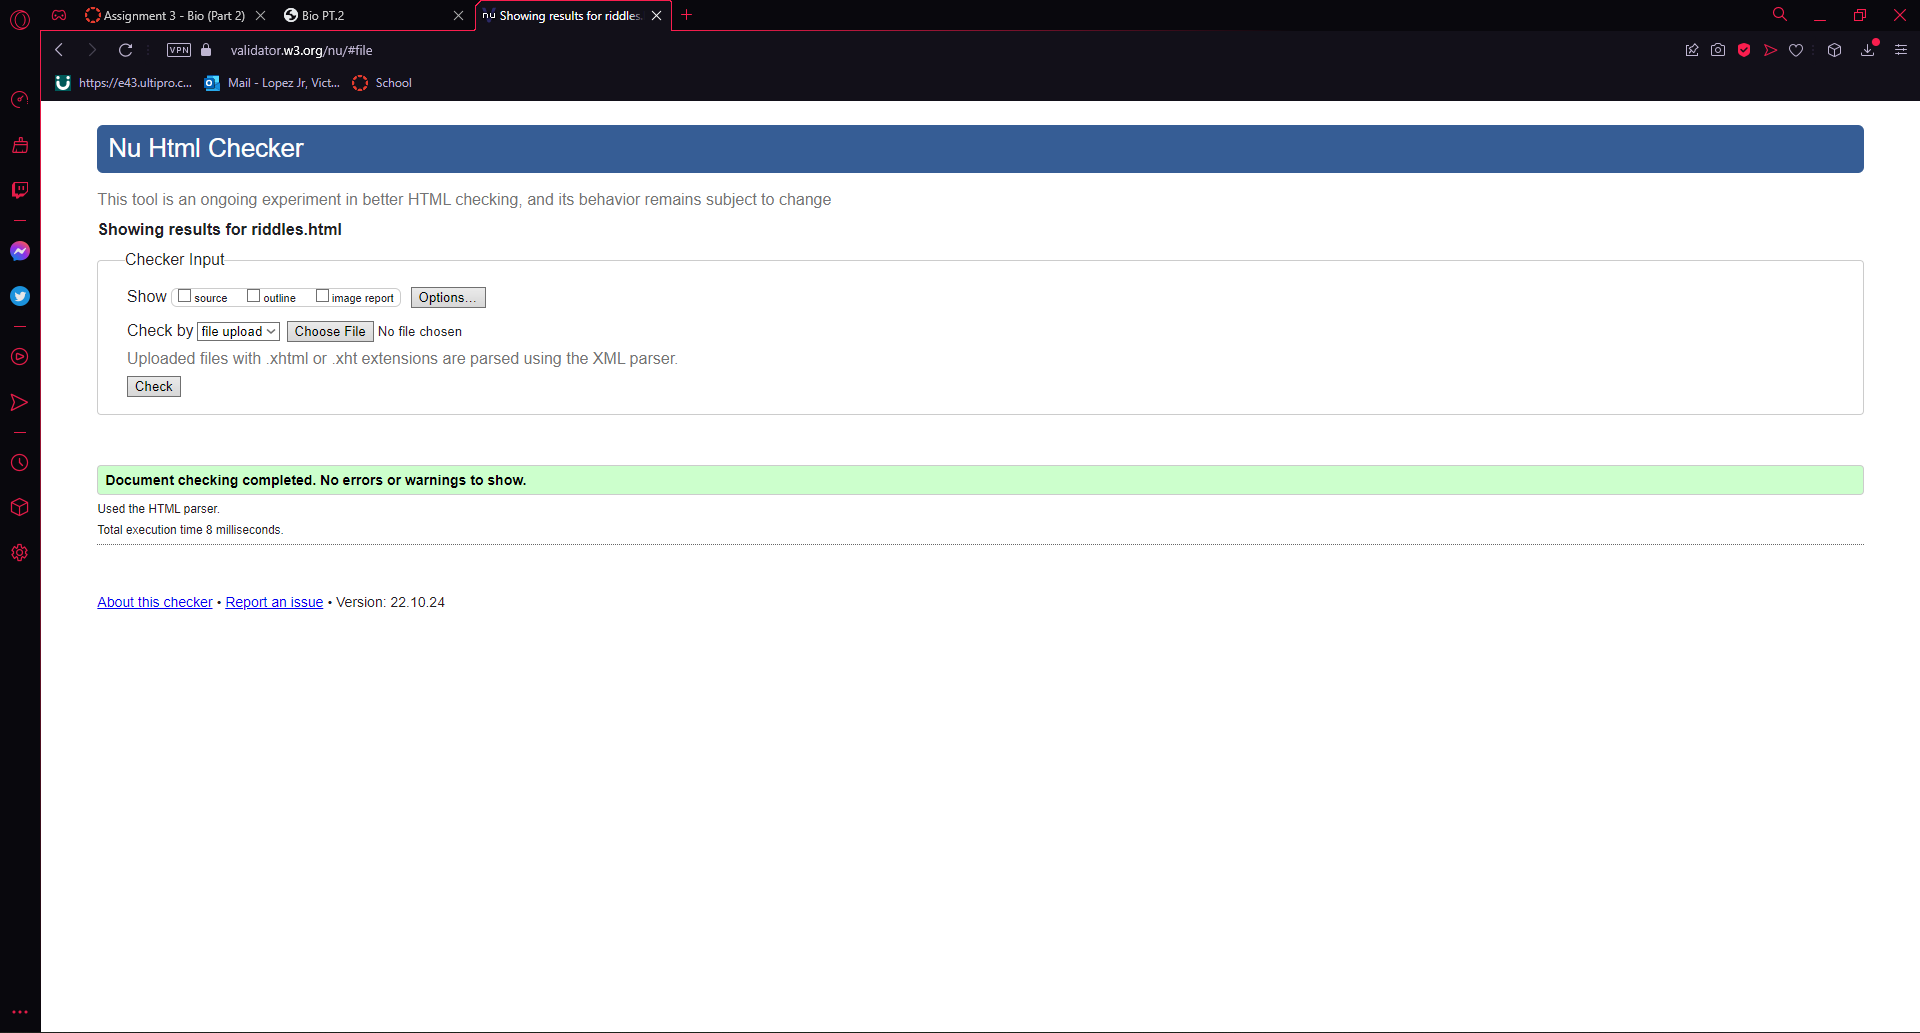 Assignment 3 - Bio (Part 2)
Bio PT.2
nu Showing results for riddles.
VPN validator.w3.org/nu/#file
https://e43.ultipro.c... Mail - Lopez Jr, Vict... School
Nu Html Checker
This tool is an ongoing experiment in better HTML checking, and its behavior remains subject to change
Showing results for riddles.html
Checker Input
Show source outline image report Options...
Check by file upload Choose File No file chosen
Uploaded files with .xhtml or .xht extensions are parsed using the XML parser.
Check
Document checking completed. No errors or warnings to show.
Used the HTML parser.
Total execution time 8 milliseconds.
About this checker • Report an issue • Version: 22.10.24